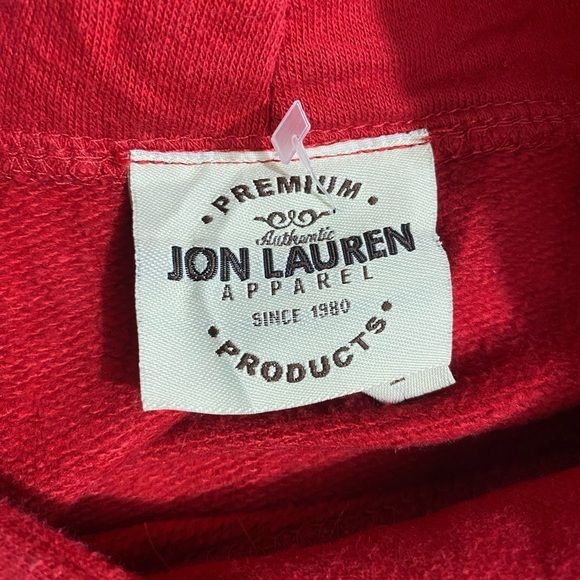 • PREMIUM •
Authentic
JON LAUREN
APPAREL
SINCE 1980
• PRODUCTS •